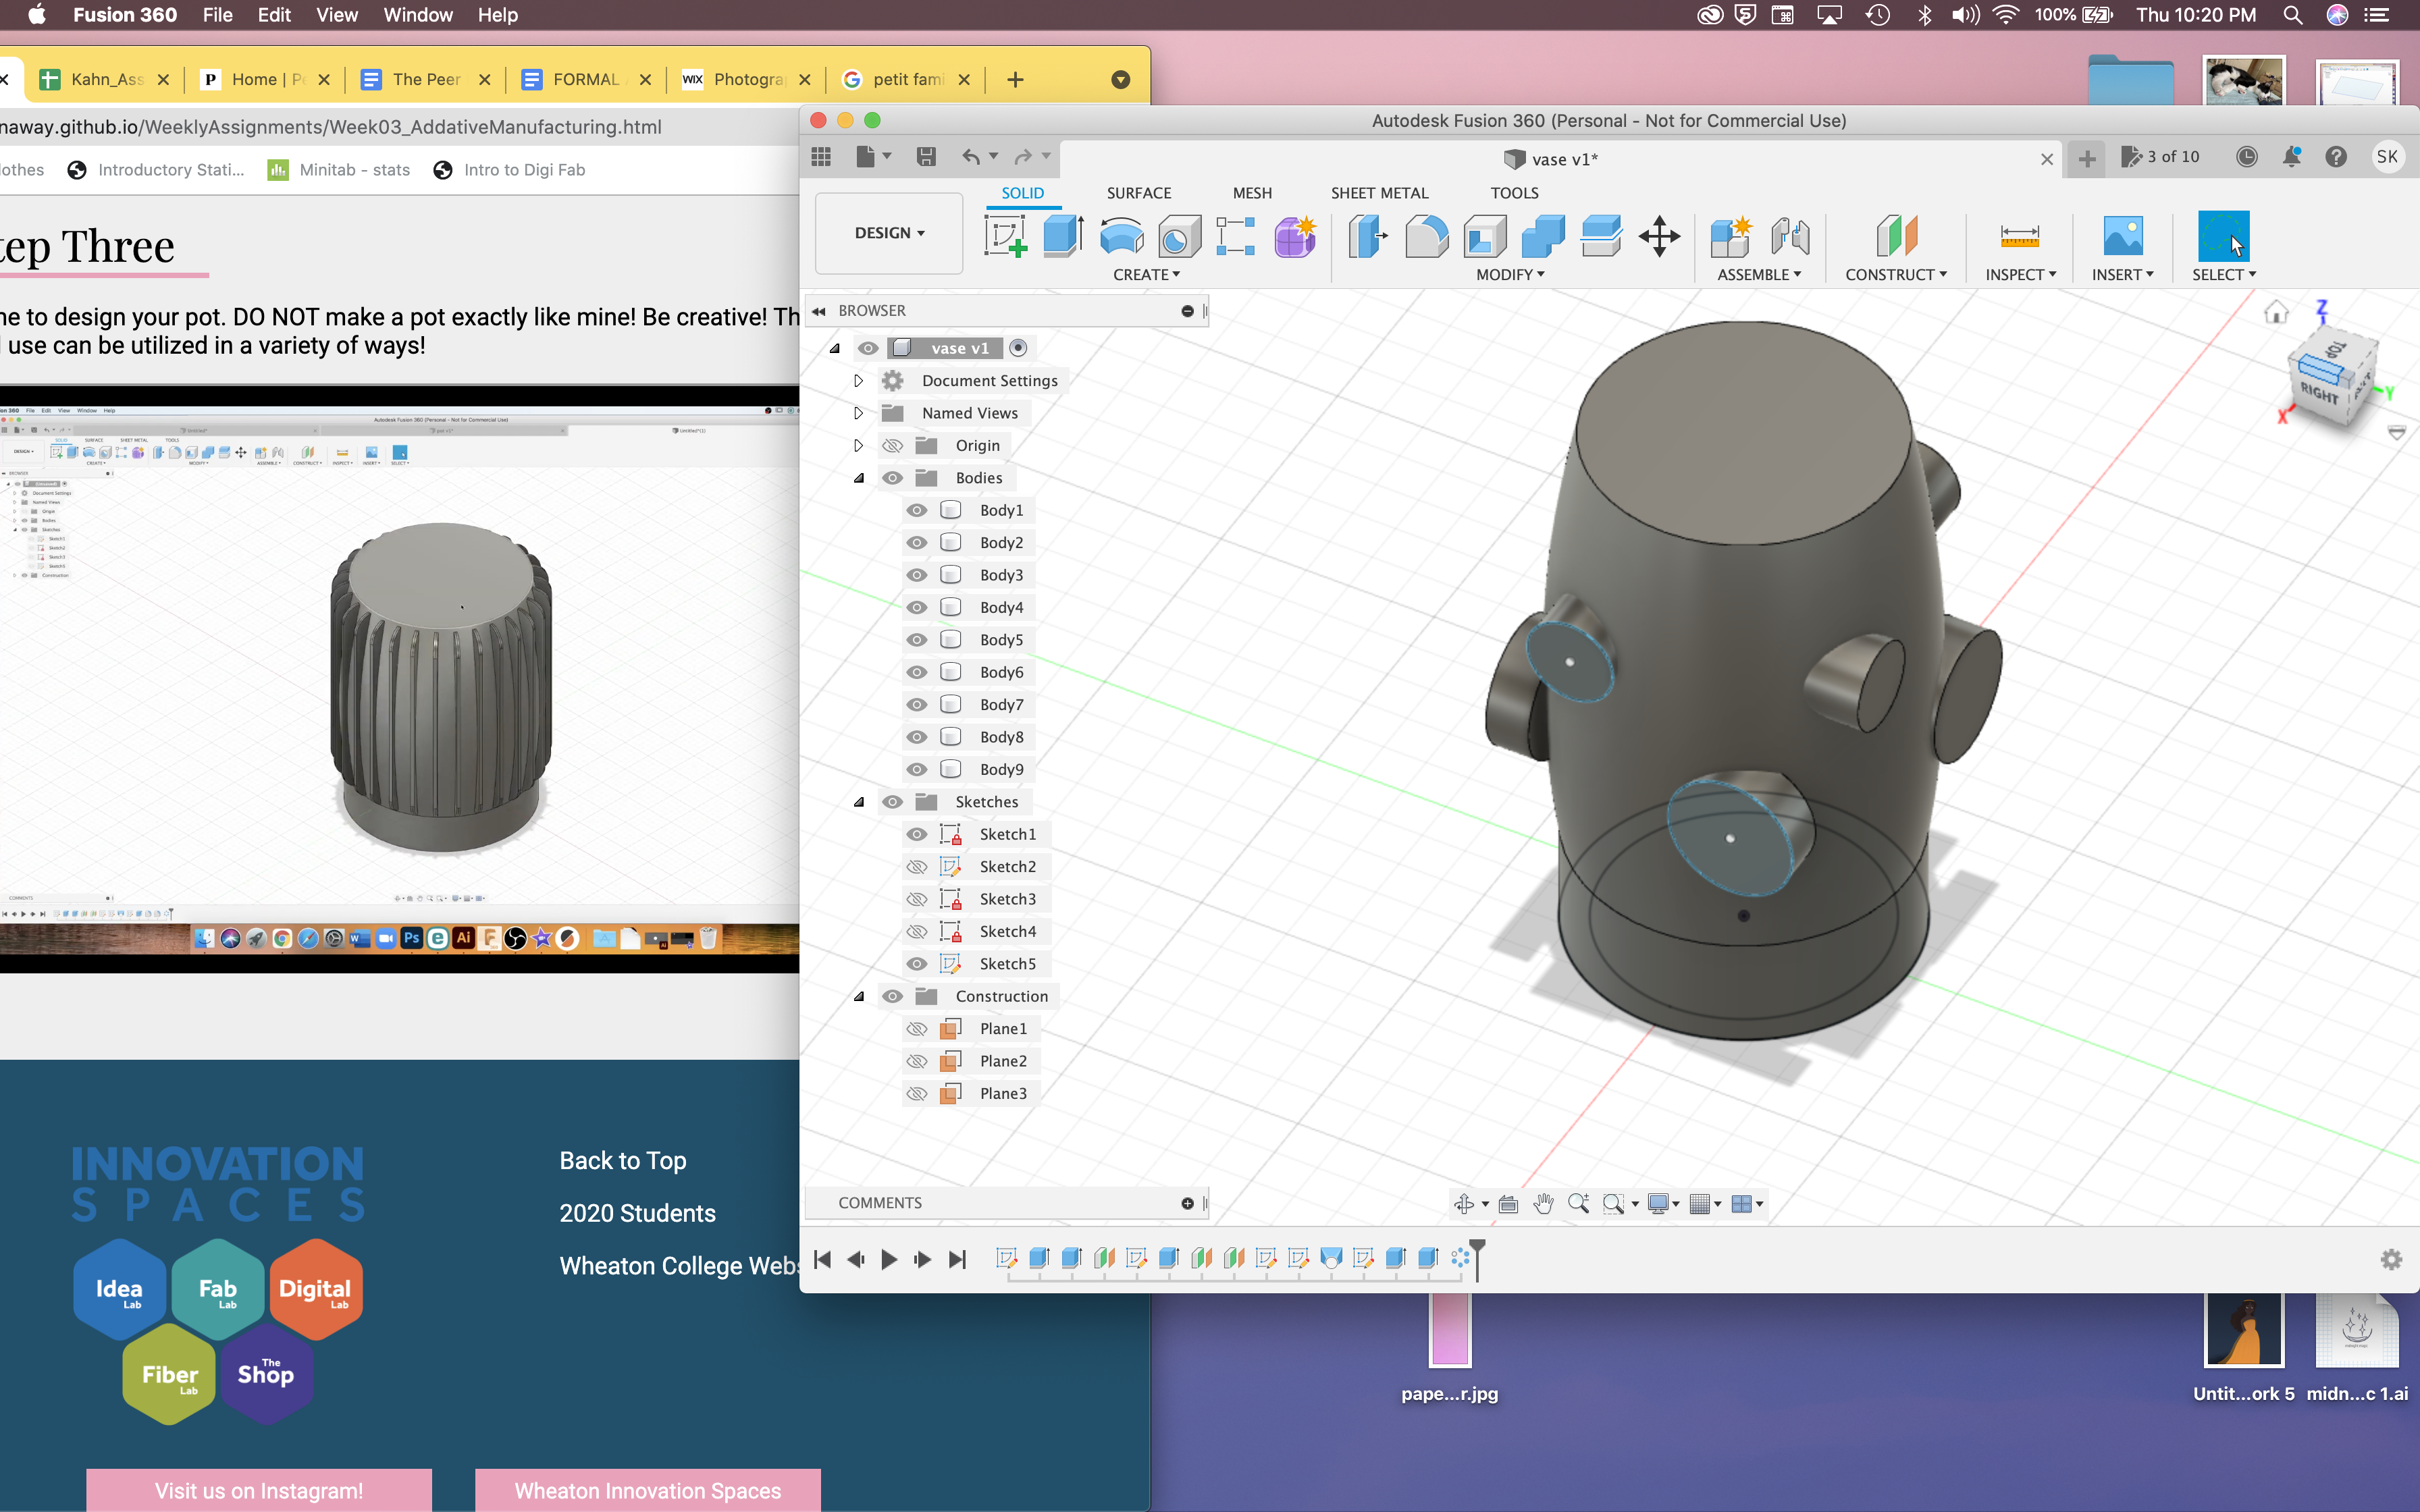 Fusion 360 File Edit View Window Help
100% Thu 10:20 PM
Kahn_Ass Home | Pe The Peer FORMAL WIX Photogra petit fami
naway.github.io/WeeklyAssignments/Week03_AddativeManufacturing.html
lothes Introductory Stati... Minitab - stats Intro to Digi Fab
tep Three
ne to design your pot. DO NOT make a pot exactly like mine! Be creative! Th
use can be utilized in a variety of ways!
INNOVATION
SPACES
Idea
Lab
Fab
Lab
Digital
Lab
Fiber
Lab
The
Shop
Back to Top
2020 Students
Wheaton College Webs
Visit us on Instagram!
Wheaton Innovation Spaces
Autodesk Fusion 360 (Personal - Not for Commercial Use)
vase v1*
3 of 10
SK
SOLID SURFACE MESH SHEET METAL TOOLS
DESIGN
CREATE MODIFY ASSEMBLE CONSTRUCT INSPECT INSERT SELECT
BROWSER
vase v1
Document Settings
Named Views
Origin
Bodies
Body1
Body2
Body3
Body4
Body5
Body6
Body7
Body8
Body9
Sketches
Sketch1
Sketch2
Sketch3
Sketch4
Sketch5
Construction
Plane1
Plane2
Plane3
COMMENTS
Z
TOP
RIGHT
Y
X
pape...r.jpg
Untit...ork 5
midn...c 1.ai